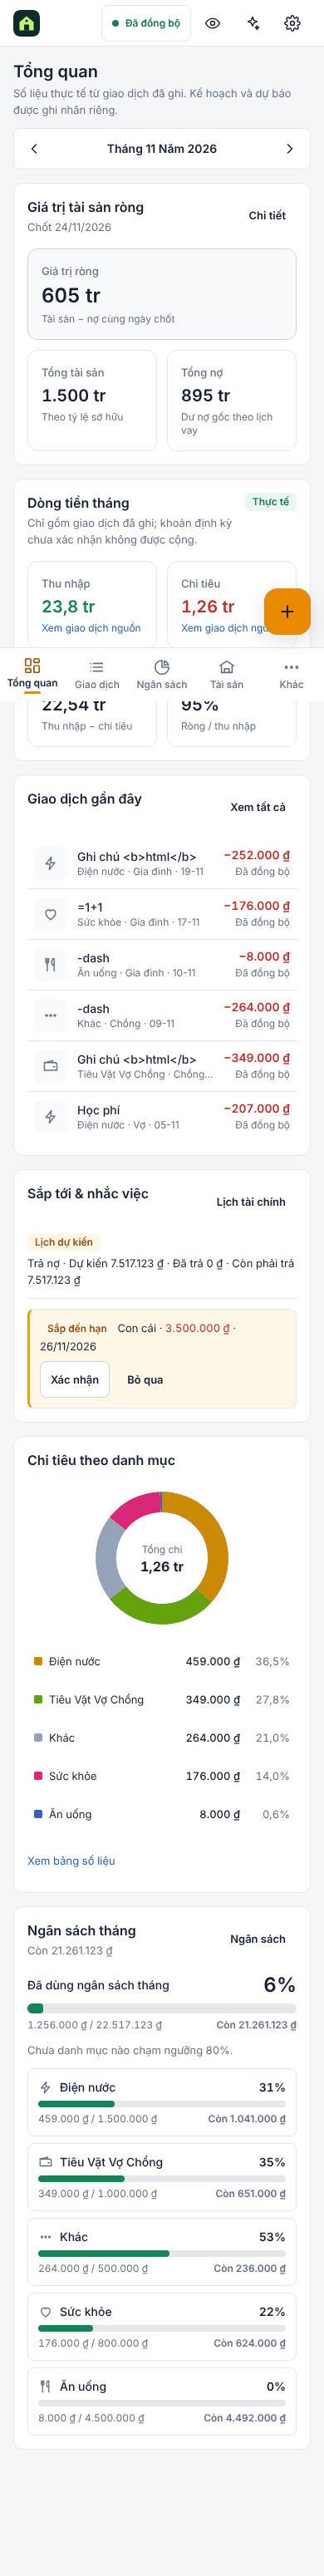 Đã đồng bộ
Tổng quan
Số liệu thực tế từ giao dịch đã ghi. Kế hoạch và dự báo
được ghi nhãn riêng.
Tháng 11 Năm 2026
Giá trị tài sản ròng
Chốt 24/11/2026
Chi tiết
Giá trị ròng
605 tr
Tài sản − nợ cùng ngày chốt
Tổng tài sản
1.500 tr
Theo tỷ lệ sở hữu
Tổng nợ
895 tr
Dư nợ gốc theo lịch
vay
Dòng tiền tháng
Thực tế
Chỉ gồm giao dịch đã ghi; khoản định kỳ
chưa xác nhận không được cộng.
Thu nhập
23,8 tr
Xem giao dịch nguồn
Chi tiêu
1,26 tr
Xem giao dịch
Tổng quan
Giao dịch
Ngân sách
Tài sản
Khác
22,54 tr
Thu nhập − chi tiêu
95%
Ròng / thu nhập
Giao dịch gần đây
Xem tất cả
Ghi chú <b>html</b>
−252.000 ₫
Điện nước · Gia đình · 19-11
Đã đồng bộ
=1+1
−176.000 ₫
Sức khỏe · Gia đình · 17-11
Đã đồng bộ
-dash
−8.000 ₫
Ăn uống · Gia đình · 10-11
Đã đồng bộ
-dash
−264.000 ₫
Khác · Chồng · 09-11
Đã đồng bộ
Ghi chú <b>html</b>
−349.000 ₫
Tiêu Vặt Vợ Chồng · Chồng...
Đã đồng bộ
Học phí
−207.000 ₫
Điện nước · Vợ · 05-11
Đã đồng bộ
Sắp tới & nhắc việc
Lịch tài chính
Lịch dự kiến
Trả nợ · Dự kiến 7.517.123 ₫ · Đã trả 0 ₫ · Còn phải trả
7.517.123 ₫
Sắp đến hạn Con cái · 3.500.000 ₫ ·
26/11/2026
Xác nhận
Bỏ qua
Chi tiêu theo danh mục
Tổng chi
1,26 tr
Điện nước 459.000 ₫ 36,5%
Tiêu Vặt Vợ Chồng 349.000 ₫ 27,8%
Khác 264.000 ₫ 21,0%
Sức khỏe 176.000 ₫ 14,0%
Ăn uống 8.000 ₫ 0,6%
Xem bảng số liệu
Ngân sách tháng
Còn 21.261.123 ₫
Ngân sách
Đã dùng ngân sách tháng 6%
1.256.000 ₫ / 22.517.123 ₫ Còn 21.261.123 ₫
Chưa danh mục nào chạm ngưỡng 80%.
Điện nước 31%
459.000 ₫ / 1.500.000 ₫ Còn 1.041.000 ₫
Tiêu Vặt Vợ Chồng 35%
349.000 ₫ / 1.000.000 ₫ Còn 651.000 ₫
Khác 53%
264.000 ₫ / 500.000 ₫ Còn 236.000 ₫
Sức khỏe 22%
176.000 ₫ / 800.000 ₫ Còn 624.000 ₫
Ăn uống 0%
8.000 ₫ / 4.500.000 ₫ Còn 4.492.000 ₫